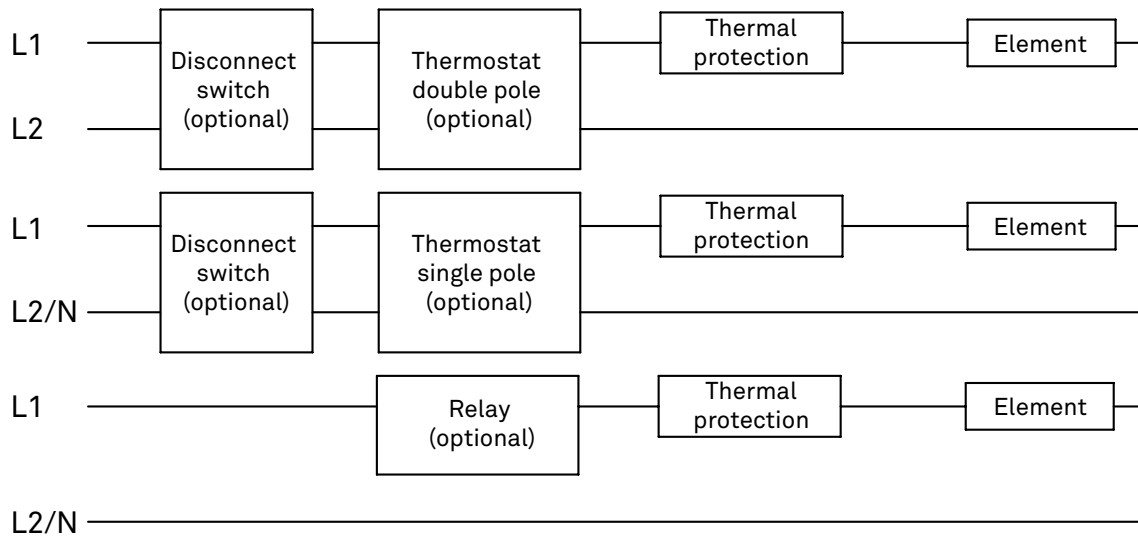 L1
Disconnect
switch
(optional)
Thermostat
double pole
(optional)
Thermal
protection
Element
L2
L1
Disconnect
switch
(optional)
Thermostat
single pole
(optional)
Thermal
protection
Element
L2/N
L1
Relay
(optional)
Thermal
protection
Element
L2/N